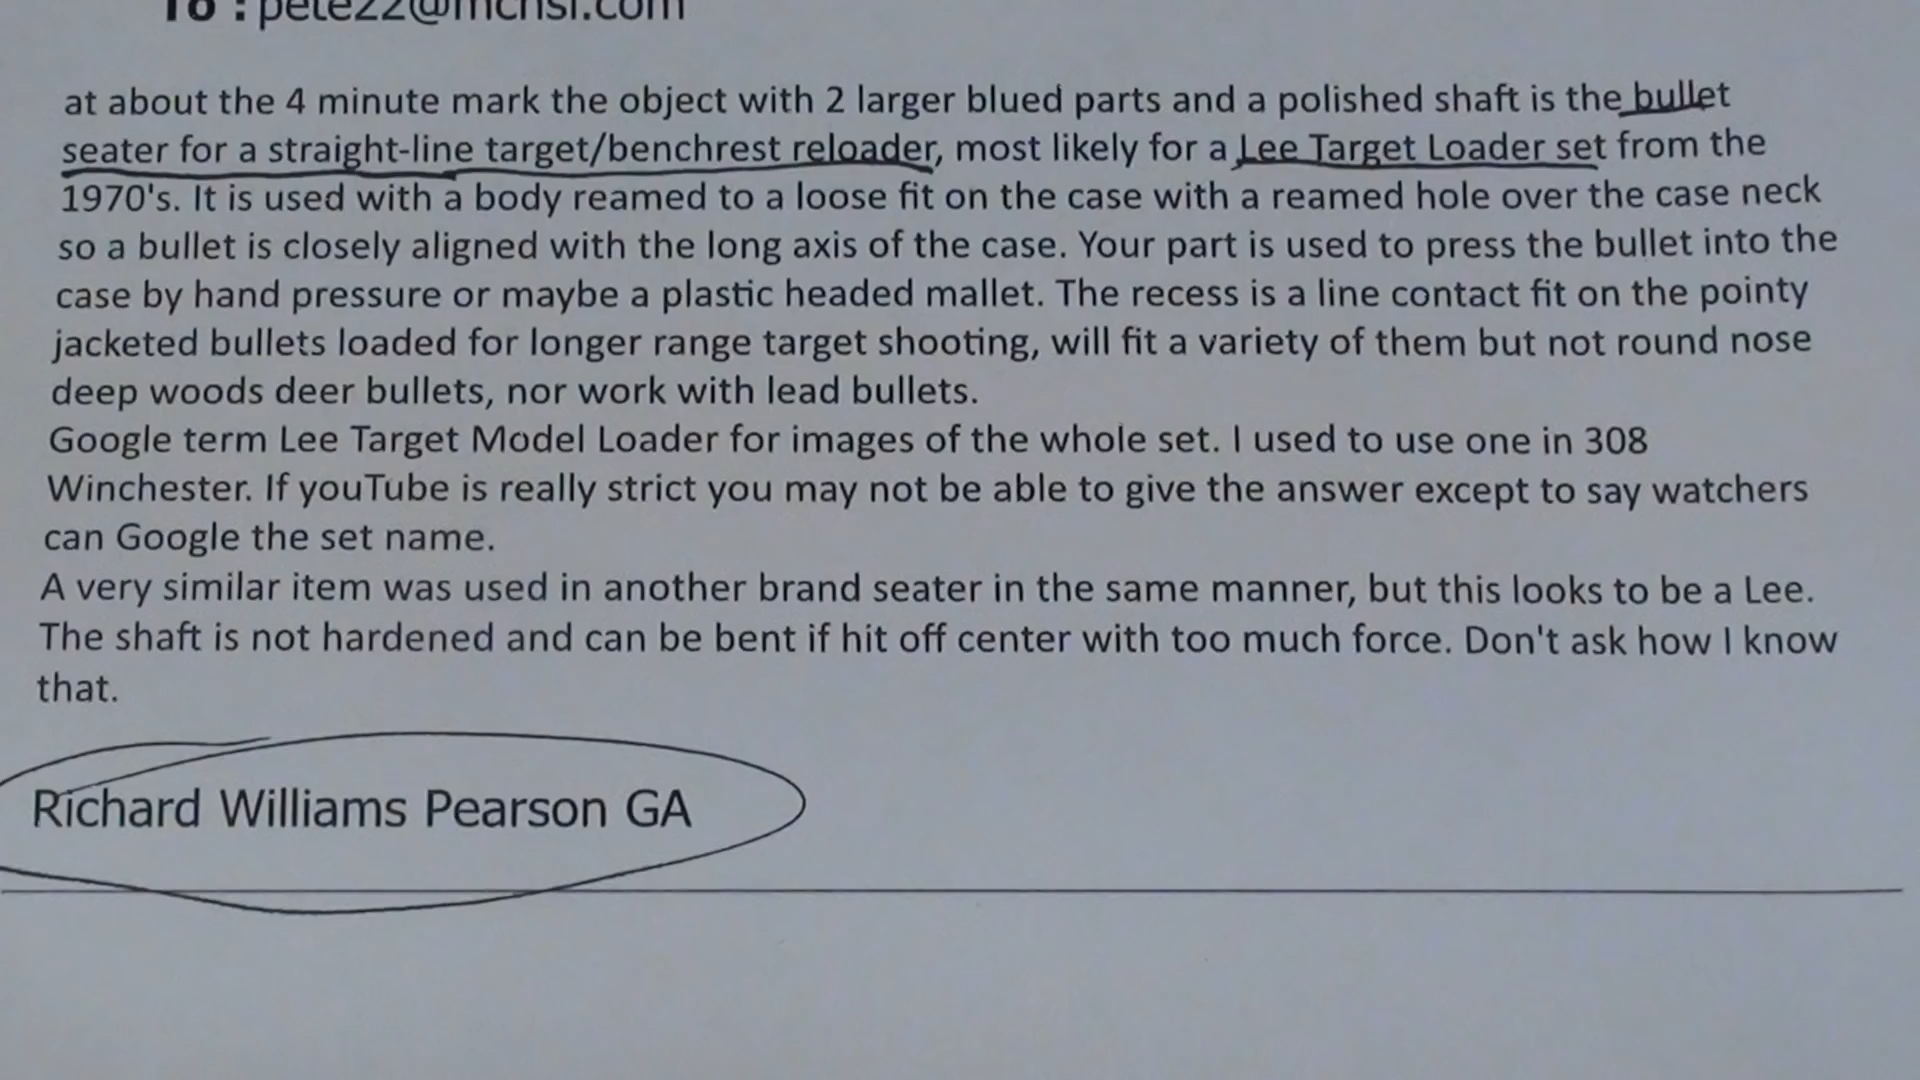 To : pete22@mchsi.com
at about the 4 minute mark the object with 2 larger blued parts and a polished shaft is the bullet
seater for a straight-line target/benchrest reloader, most likely for a Lee Target Loader set from the
1970's. It is used with a body reamed to a loose fit on the case with a reamed hole over the case neck
so a bullet is closely aligned with the long axis of the case. Your part is used to press the bullet into the
case by hand pressure or maybe a plastic headed mallet. The recess is a line contact fit on the pointy
jacketed bullets loaded for longer range target shooting, will fit a variety of them but not round nose
deep woods deer bullets, nor work with lead bullets.
Google term Lee Target Model Loader for images of the whole set. I used to use one in 308
Winchester. If youTube is really strict you may not be able to give the answer except to say watchers
can Google the set name.
A very similar item was used in another brand seater in the same manner, but this looks to be a Lee.
The shaft is not hardened and can be bent if hit off center with too much force. Don't ask how I know
that.
Richard Williams Pearson GA